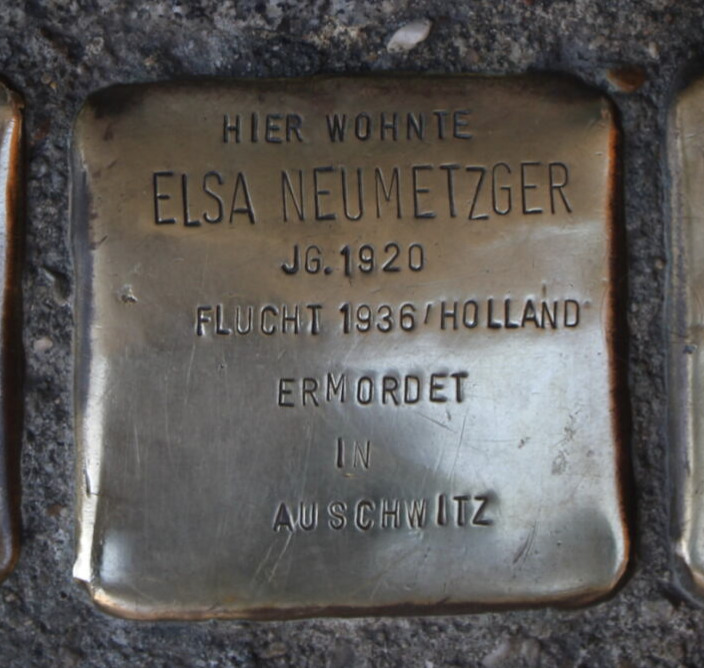 HIER WOHNTE
ELSA NEUMETZGER
JG. 1920
FLUCHT 1936/HOLLAND
ERMORDET
IN
AUSCHWITZ